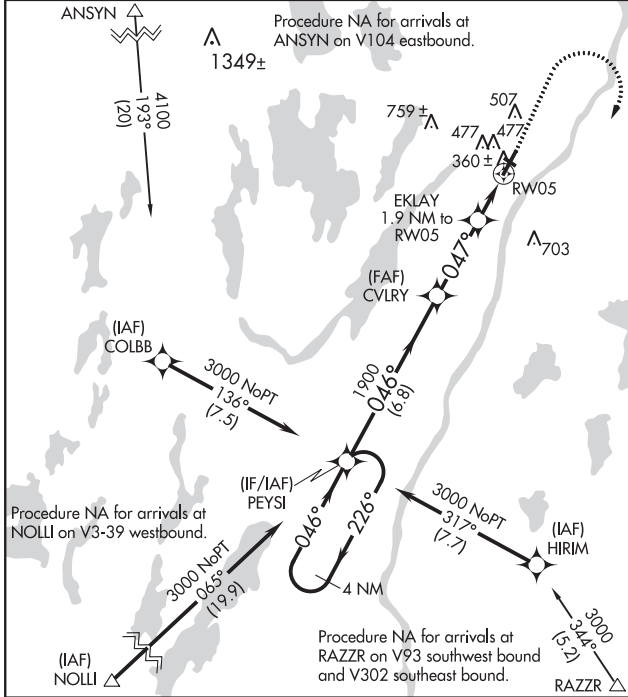 ANSYN
Procedure NA for arrivals at
ANSYN on V104 eastbound.
1349±
4100
193°
(20)
759 ±
507
477
477
360 ±
RW05
EKLAY
1.9 NM to
RW05
047°
703
(FAF)
CVLRY
(IAF)
COLBB
3000 NoPT
136°
(7.5)
1900
046°
(6.8)
(IF/IAF)
PEYSI
Procedure NA for arrivals at
NOLLI on V3-39 westbound.
046°
226°
4 NM
3000 NoPT
317°
(7.7)
(IAF)
HIRIM
3000 NoPT
065°
(19.9)
(IAF)
NOLLI
Procedure NA for arrivals at
RAZZR on V93 southwest bound
and V302 southeast bound.
3000
344°
(5.2)
RAZZR